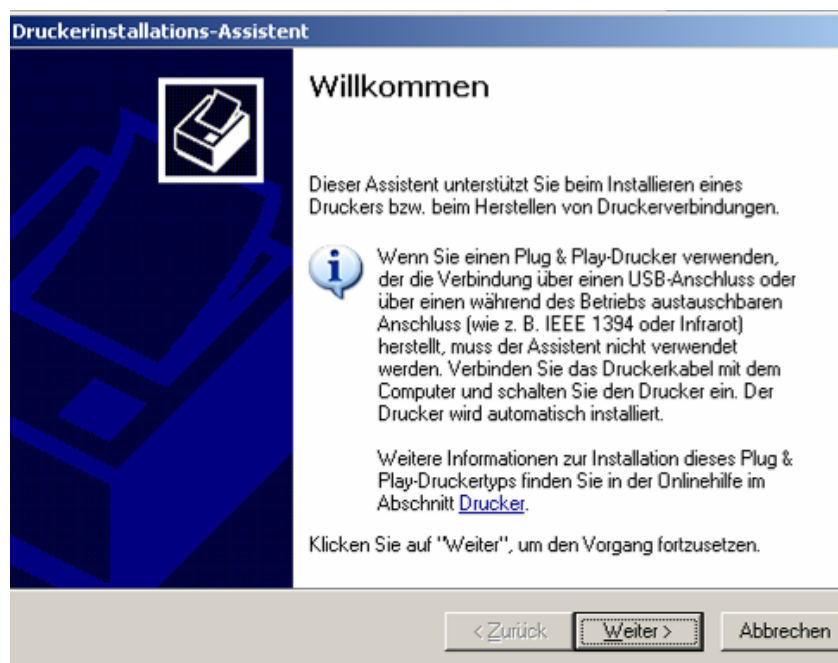 Druckerinstallations-Assistent
Willkommen
Dieser Assistent unterstützt Sie beim Installieren eines
Druckers bzw. beim Herstellen von Druckerverbindungen.
Wenn Sie einen Plug & Play-Drucker verwenden,
der die Verbindung über einen USB-Anschluss oder
über einen während des Betriebs austauschbaren
Anschluss (wie z. B. IEEE 1394 oder Infrarot)
herstellt, muss der Assistent nicht verwendet
werden. Verbinden Sie das Druckerkabel mit dem
Computer und schalten Sie den Drucker ein. Der
Drucker wird automatisch installiert.
Weitere Informationen zur Installation dieses Plug &
Play-Druckertyps finden Sie in der Onlinehilfe im
Abschnitt Drucker.
Klicken Sie auf "Weiter", um den Vorgang fortzusetzen.
< Zurück Weiter > Abbrechen